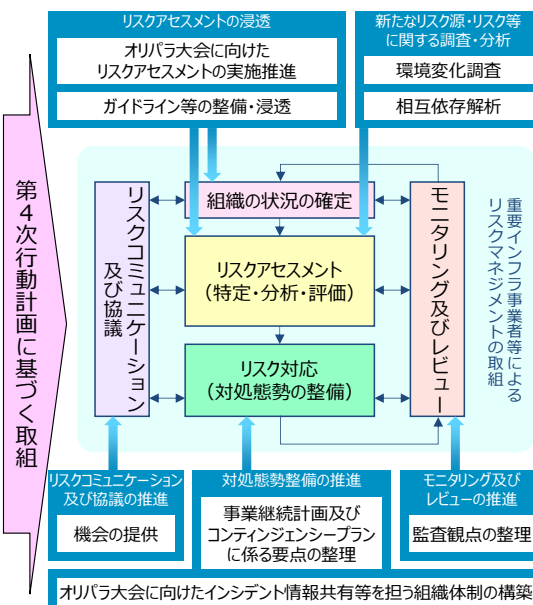 リスクアセスメントの浸透
オリパラ大会に向けた
リスクアセスメントの実施推進
ガイドライン等の整備・浸透
新たなリスク源・リスク等
に関する調査・分析
環境変化調査
相互依存解析
第4次行動計画に基づく取組
リスクコミュニケーション
及び協議
組織の状況の確定
リスクアセスメント
（特定・分析・評価）
リスク対応
（対処態勢の整備）
モニタリング及びレビュー
重要インフラ事業者等による
リスクマネジメントの取組
リスクコミュニケーション
及び協議の推進
機会の提供
対処態勢整備の推進
事業継続計画及び
コンティンジェンシープラン
に係る要点の整理
モニタリング及び
レビューの推進
監査観点の整理
オリパラ大会に向けたインシデント情報共有等を担う組織体制の構築